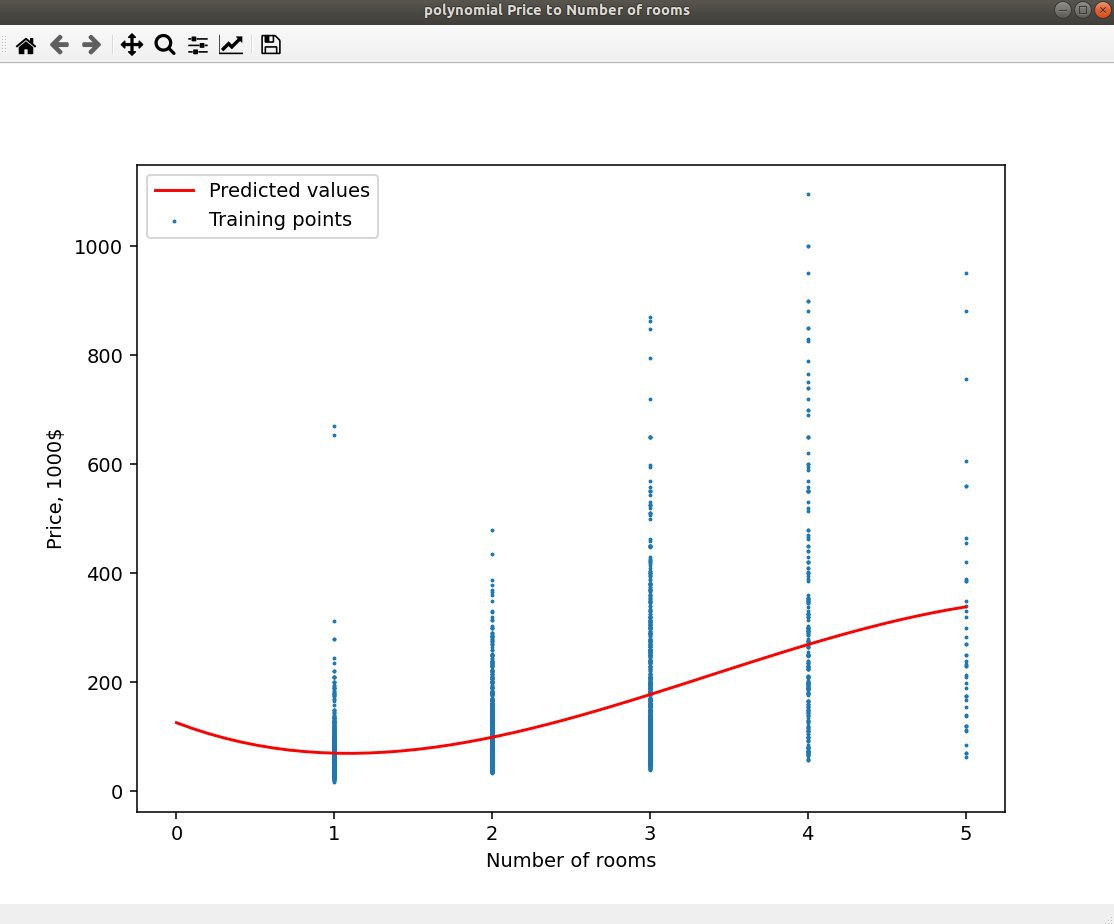 polynomial Price to Number of rooms
Predicted values
Training points
1000
800
600
400
200
0
Price, 1000$
0 1 2 3 4 5
Number of rooms